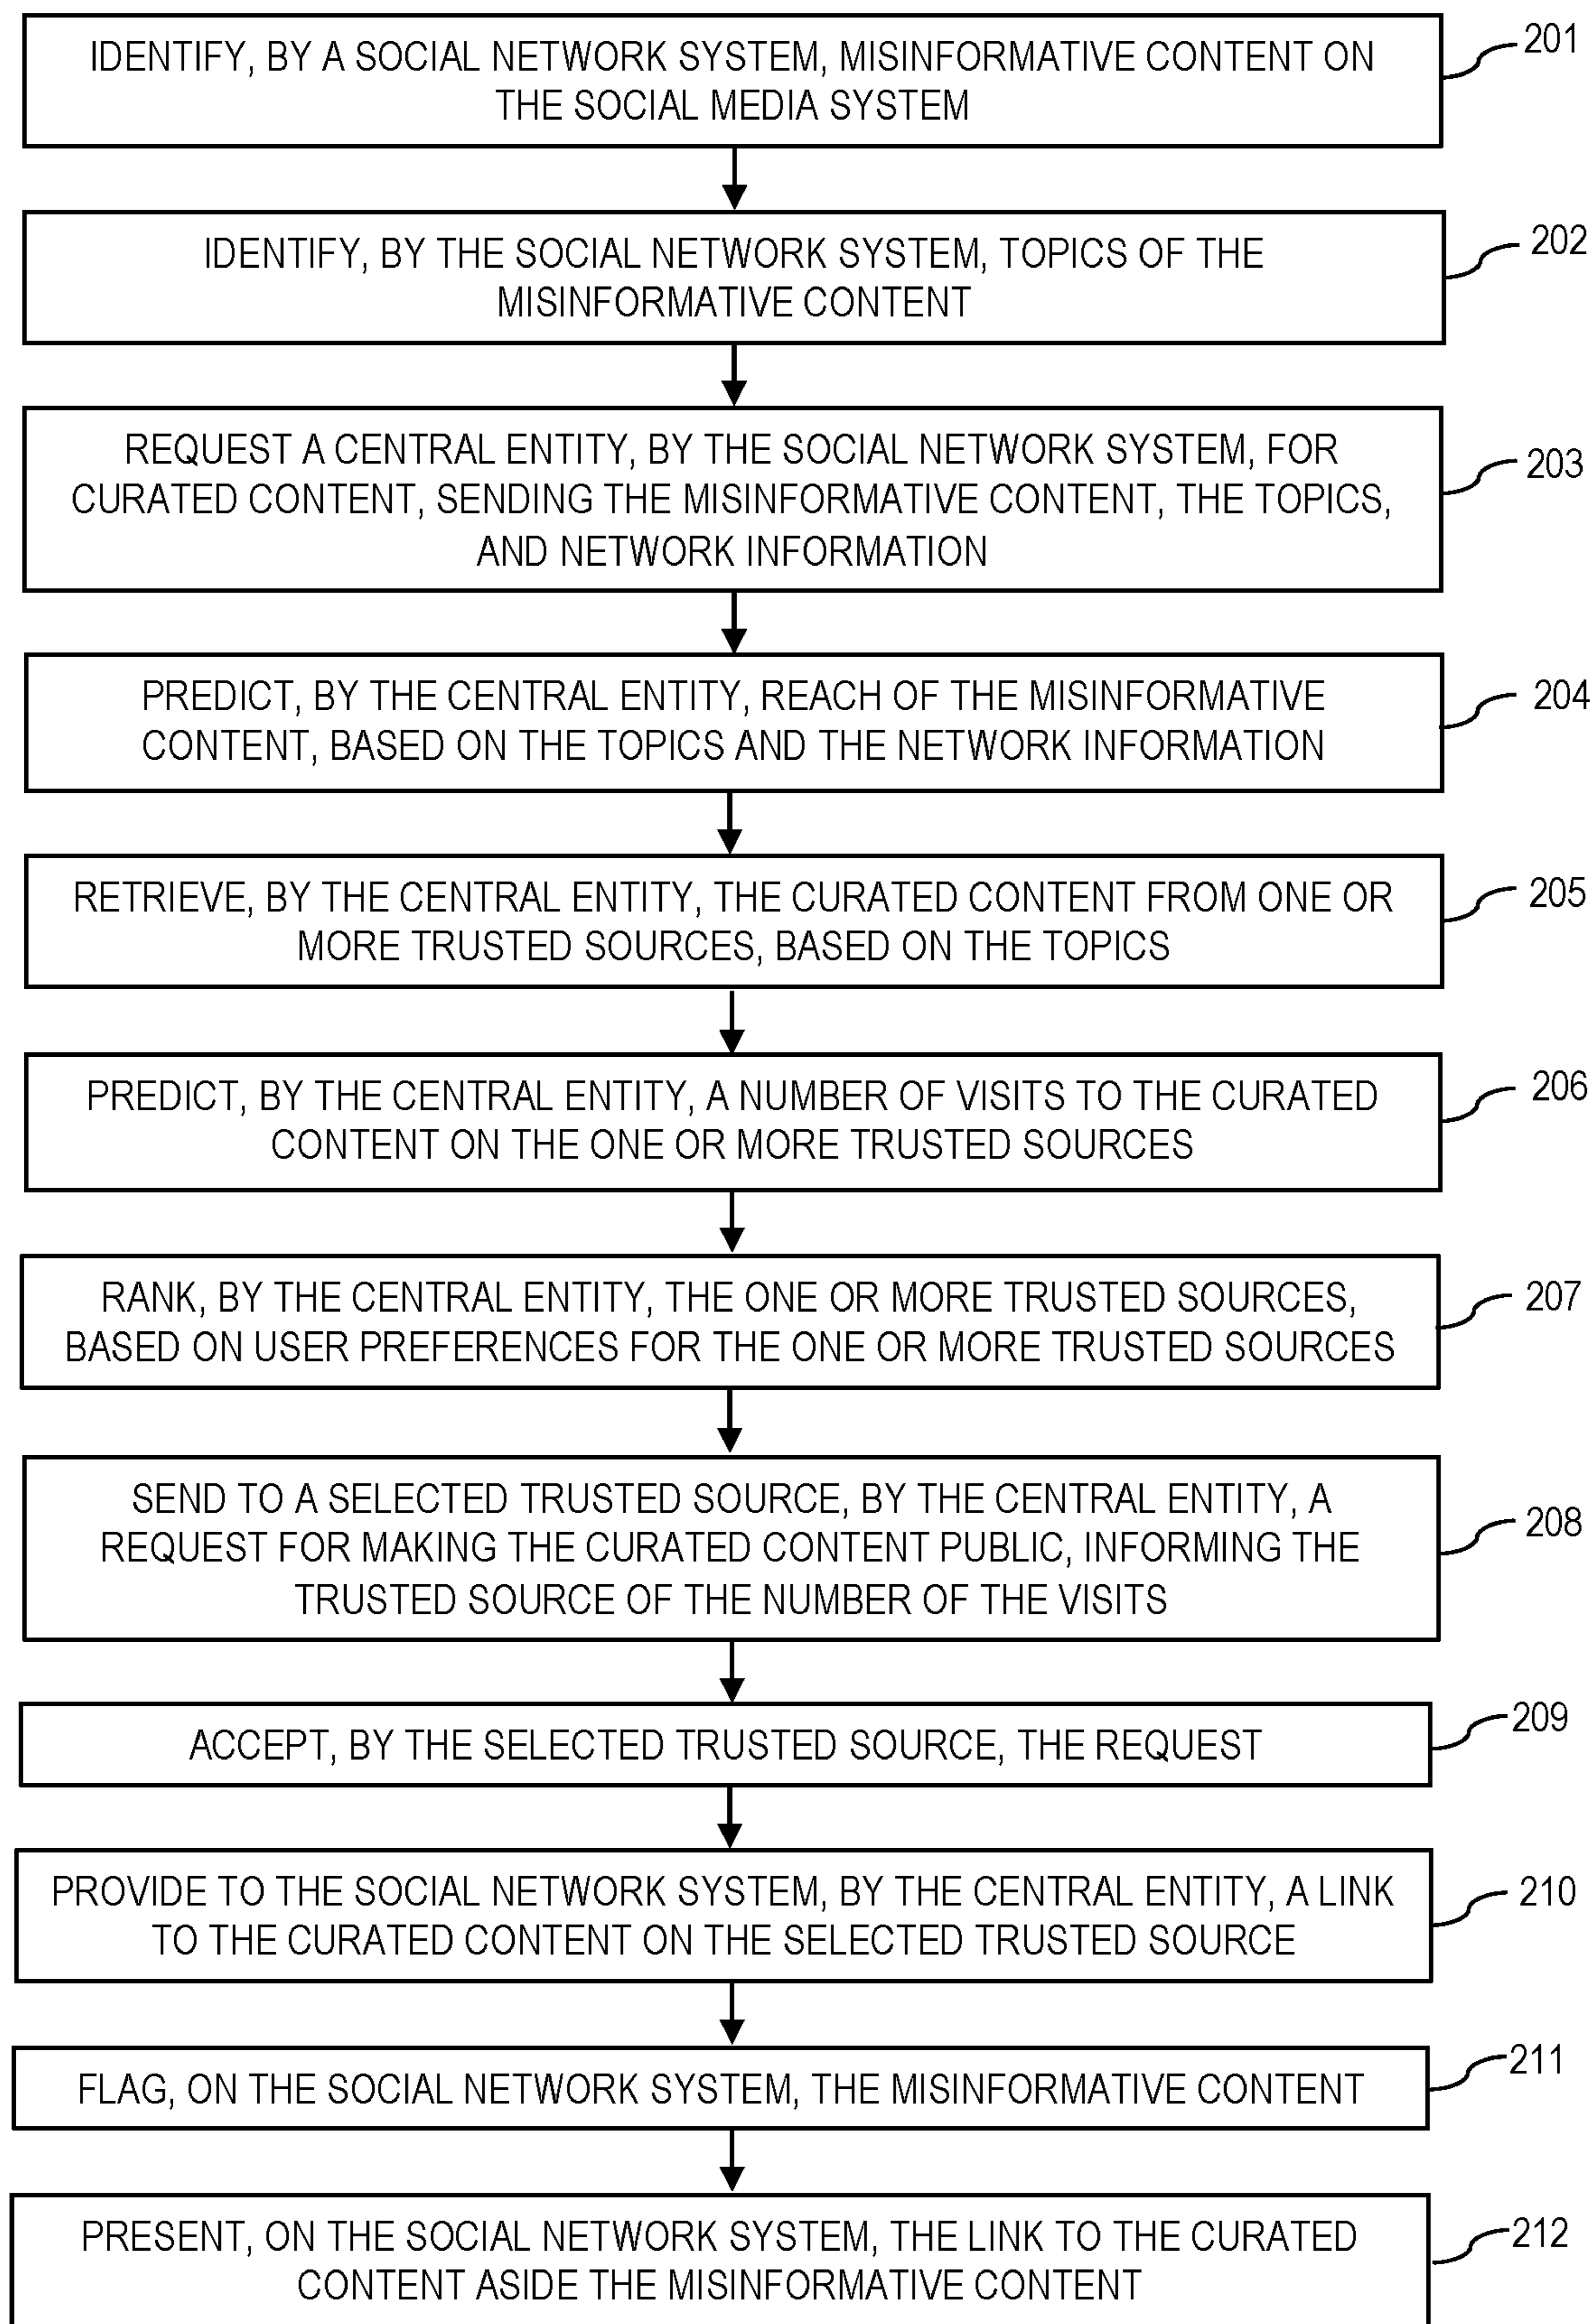 IDENTIFY, BY A SOCIAL NETWORK SYSTEM, MISINFORMATIVE CONTENT ON
THE SOCIAL MEDIA SYSTEM
201
IDENTIFY, BY THE SOCIAL NETWORK SYSTEM, TOPICS OF THE
MISINFORMATIVE CONTENT
202
REQUEST A CENTRAL ENTITY, BY THE SOCIAL NETWORK SYSTEM, FOR
CURATED CONTENT, SENDING THE MISINFORMATIVE CONTENT, THE TOPICS,
AND NETWORK INFORMATION
203
PREDICT, BY THE CENTRAL ENTITY, REACH OF THE MISINFORMATIVE
CONTENT, BASED ON THE TOPICS AND THE NETWORK INFORMATION
204
RETRIEVE, BY THE CENTRAL ENTITY, THE CURATED CONTENT FROM ONE OR
MORE TRUSTED SOURCES, BASED ON THE TOPICS
205
PREDICT, BY THE CENTRAL ENTITY, A NUMBER OF VISITS TO THE CURATED
CONTENT ON THE ONE OR MORE TRUSTED SOURCES
206
RANK, BY THE CENTRAL ENTITY, THE ONE OR MORE TRUSTED SOURCES,
BASED ON USER PREFERENCES FOR THE ONE OR MORE TRUSTED SOURCES
207
SEND TO A SELECTED TRUSTED SOURCE, BY THE CENTRAL ENTITY, A
REQUEST FOR MAKING THE CURATED CONTENT PUBLIC, INFORMING THE
TRUSTED SOURCE OF THE NUMBER OF THE VISITS
208
ACCEPT, BY THE SELECTED TRUSTED SOURCE, THE REQUEST
209
PROVIDE TO THE SOCIAL NETWORK SYSTEM, BY THE CENTRAL ENTITY, A LINK
TO THE CURATED CONTENT ON THE SELECTED TRUSTED SOURCE
210
FLAG, ON THE SOCIAL NETWORK SYSTEM, THE MISINFORMATIVE CONTENT
211
PRESENT, ON THE SOCIAL NETWORK SYSTEM, THE LINK TO THE CURATED
CONTENT ASIDE THE MISINFORMATIVE CONTENT
212